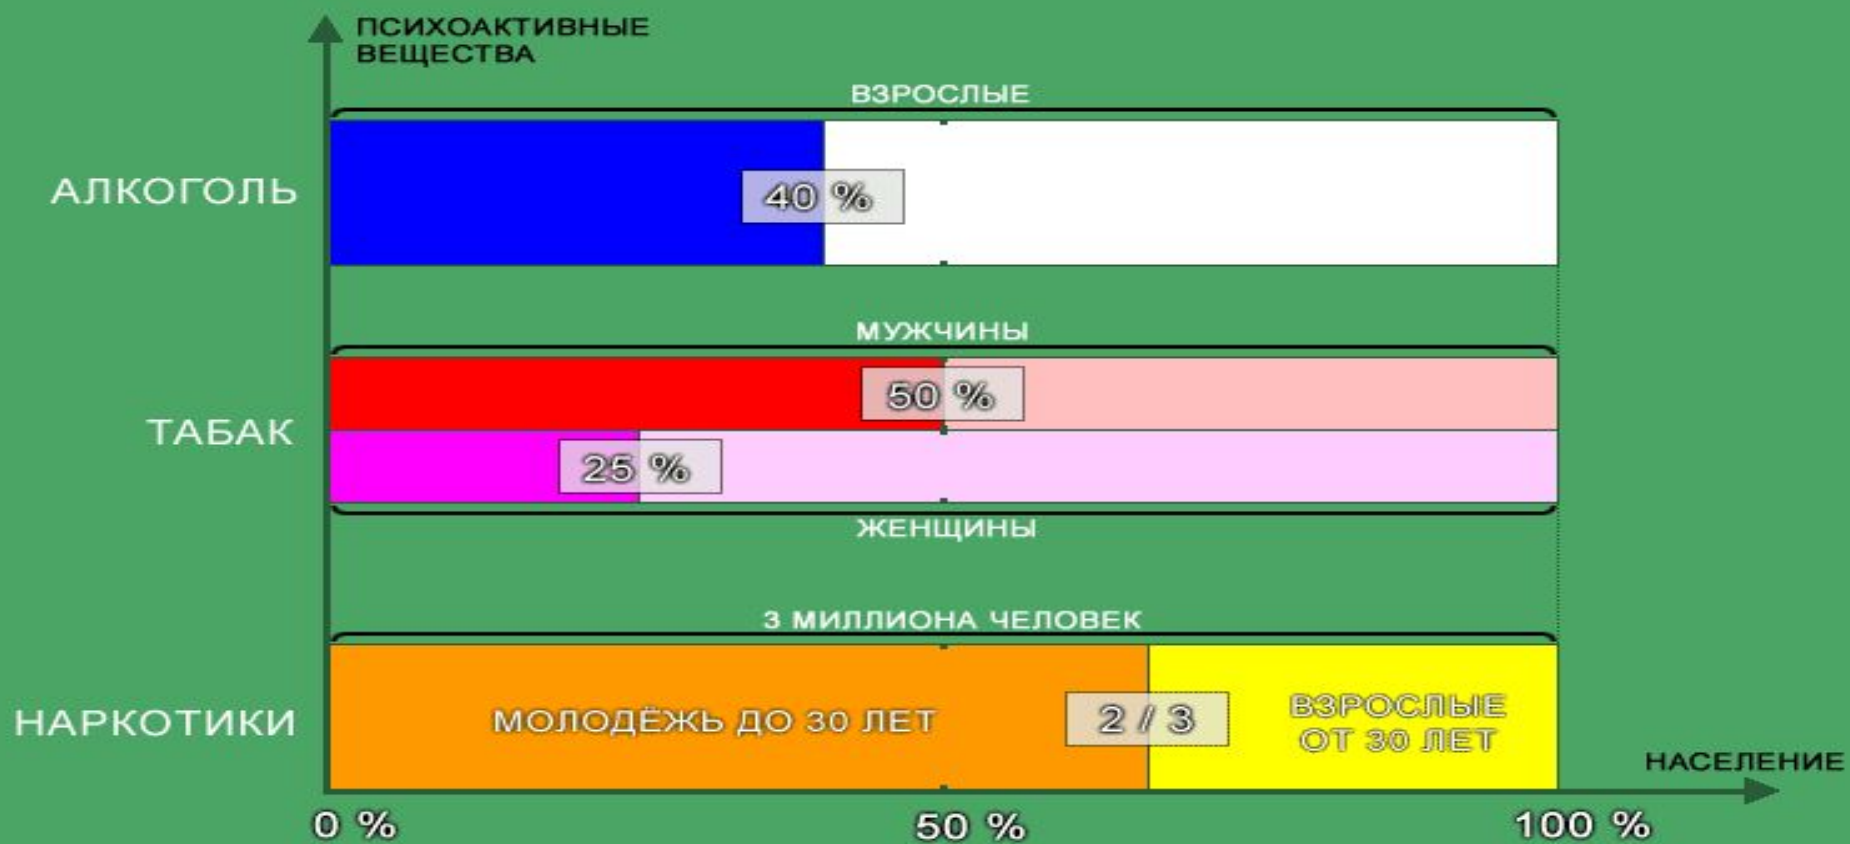 ПСИХОАКТИВНЫЕ
ВЕЩЕСТВА
ВЗРОСЛЫЕ
АЛКОГОЛЬ
40 %
МУЖЧИНЫ
50 %
ТАБАК
25 %
ЖЕНЩИНЫ
3 МИЛЛИОНА ЧЕЛОВЕК
НАРКОТИКИ
МОЛОДЁЖЬ ДО 30 ЛЕТ
2 / 3
ВЗРОСЛЫЕ
ОТ 30 ЛЕТ
НАСЕЛЕНИЕ
0 %
50 %
100 %